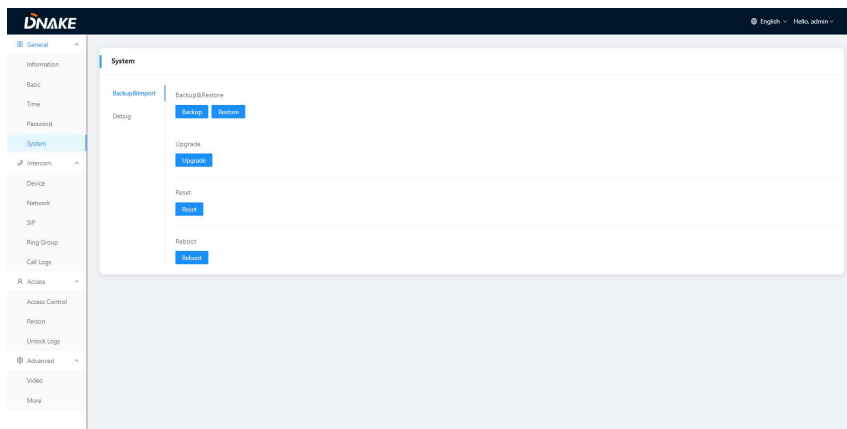 DNAKE
English
Hello, admin
General
Information
Basic
Time
Password
System
Intercom
Device
Network
SIP
Ring Group
Call Logs
Access
Access Control
Person
Unlock Logs
Advanced
Video
More
System
Backup&Import
Debug
Backup&Restore
Backup Restore
Upgrade
Upgrade
Reset
Reset
Reboot
Reboot